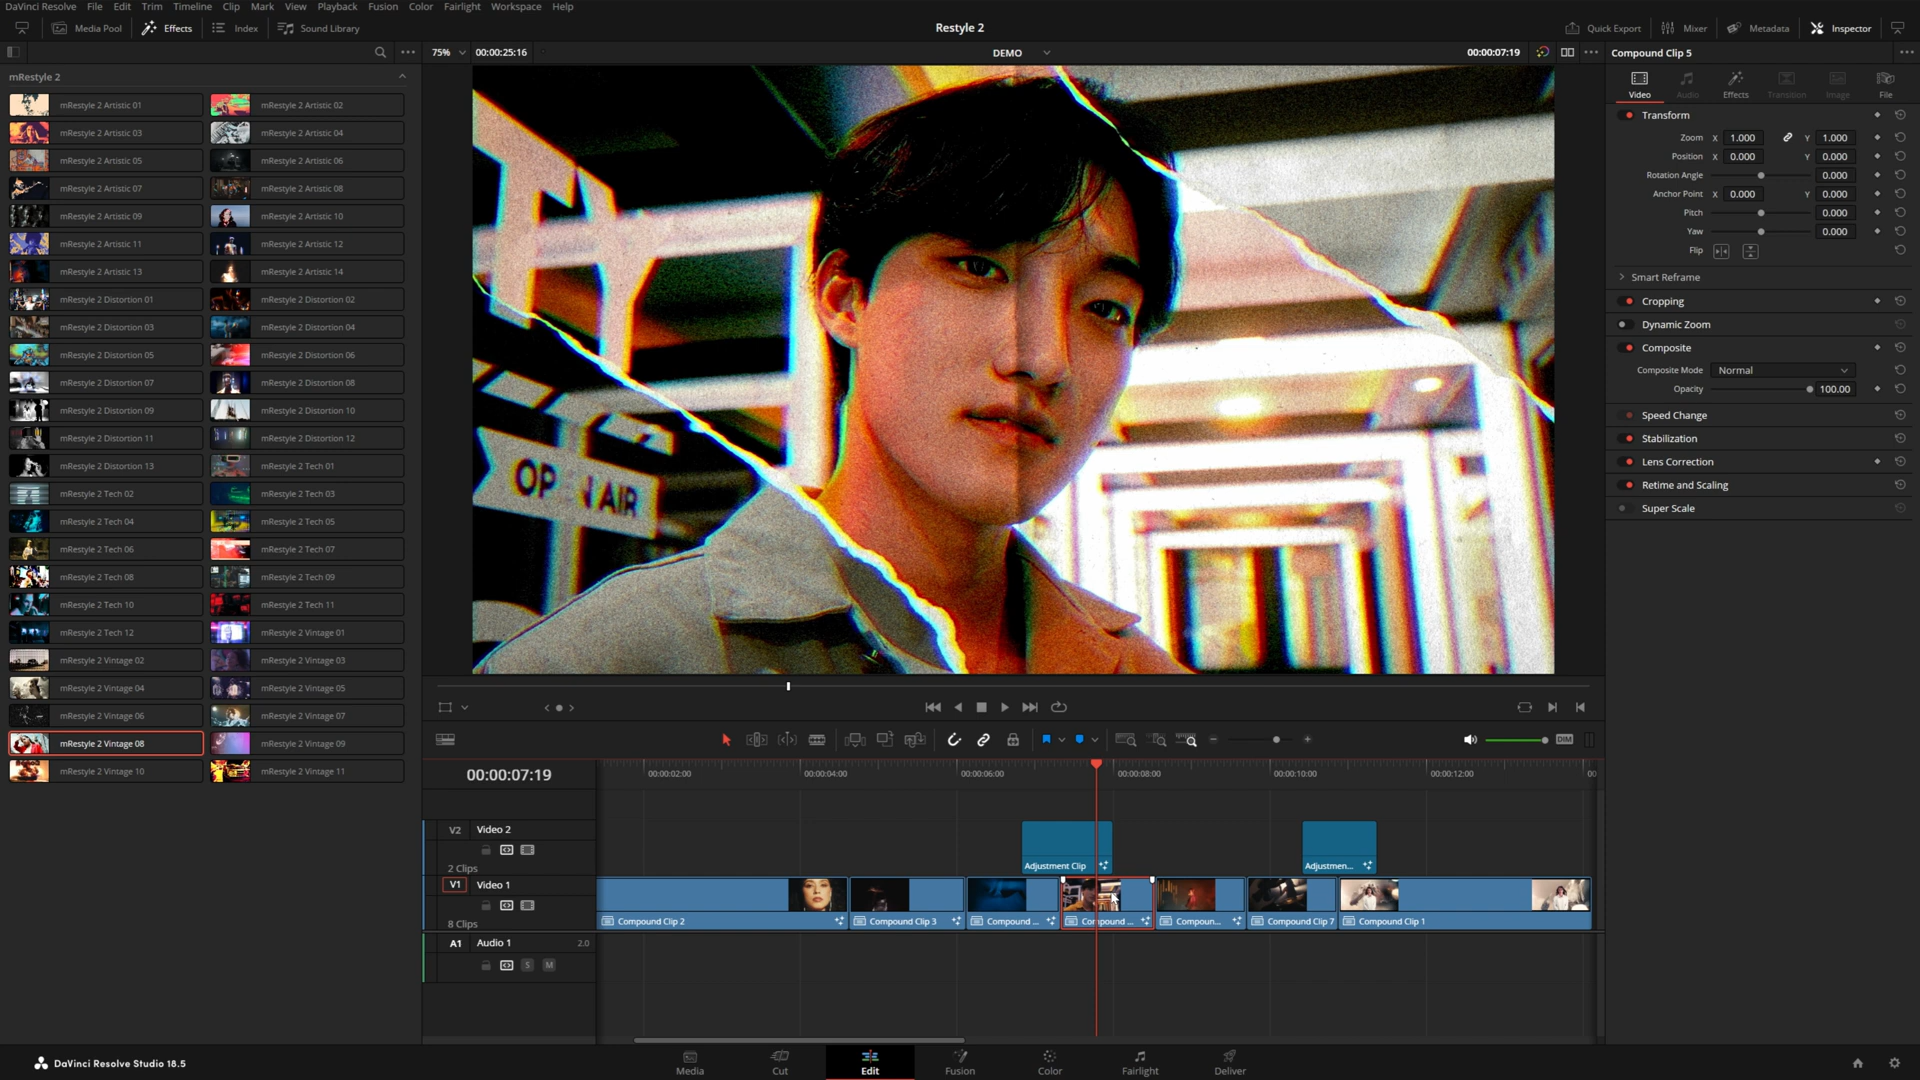 DaVinci Resolve File Edit Trim Timeline Clip Mark View Playback Fusion Color Fairlight Workspace Help
Media Pool Effects Index Sound Library Restyle 2 Quick Export Mixer Metadata Inspector
75% 00:00:25:16 DEMO 00:00:07:19 Compound Clip 5
mRestyle 2
Video Audio Effects Transition Image File
mRestyle 2 Artistic 01 mRestyle 2 Artistic 02
mRestyle 2 Artistic 03 mRestyle 2 Artistic 04
mRestyle 2 Artistic 05 mRestyle 2 Artistic 06
mRestyle 2 Artistic 07 mRestyle 2 Artistic 08
mRestyle 2 Artistic 09 mRestyle 2 Artistic 10
mRestyle 2 Artistic 11 mRestyle 2 Artistic 12
mRestyle 2 Artistic 13 mRestyle 2 Artistic 14
mRestyle 2 Distortion 01 mRestyle 2 Distortion 02
mRestyle 2 Distortion 03 mRestyle 2 Distortion 04
mRestyle 2 Distortion 05 mRestyle 2 Distortion 06
mRestyle 2 Distortion 07 mRestyle 2 Distortion 08
mRestyle 2 Distortion 09 mRestyle 2 Distortion 10
mRestyle 2 Distortion 11 mRestyle 2 Distortion 12
mRestyle 2 Distortion 13 mRestyle 2 Tech 01
mRestyle 2 Tech 02 mRestyle 2 Tech 03
mRestyle 2 Tech 04 mRestyle 2 Tech 05
mRestyle 2 Tech 06 mRestyle 2 Tech 07
mRestyle 2 Tech 08 mRestyle 2 Tech 09
mRestyle 2 Tech 10 mRestyle 2 Tech 11
mRestyle 2 Tech 12 mRestyle 2 Vintage 01
mRestyle 2 Vintage 02 mRestyle 2 Vintage 03
mRestyle 2 Vintage 04 mRestyle 2 Vintage 05
mRestyle 2 Vintage 06 mRestyle 2 Vintage 07
mRestyle 2 Vintage 08 mRestyle 2 Vintage 09
mRestyle 2 Vintage 10 mRestyle 2 Vintage 11
OP N AIR
Transform
Zoom X 1.000 Y 1.000
Position X 0.000 Y 0.000
Rotation Angle 0.000
Anchor Point X 0.000 Y 0.000
Pitch 0.000
Yaw 0.000
Flip
Smart Reframe
Cropping
Dynamic Zoom
Composite
Composite Mode Normal
Opacity 100.00
Speed Change
Stabilization
Lens Correction
Retime and Scaling
Super Scale
DIM
00:00:07:19 00:00:02:00 00:00:04:00 00:00:06:00 00:00:08:00 00:00:10:00 00:00:12:00 00
V2 Video 2
2 Clips
Adjustment Clip Adjustmen...
V1 Video 1
8 Clips
Compound Clip 2 Compound Clip 3 Compound ... Compound ... Compoun... Compound Clip 7 Compound Clip 1
A1 Audio 1 2.0
S M
DaVinci Resolve Studio 18.5
Media Cut Edit Fusion Color Fairlight Deliver